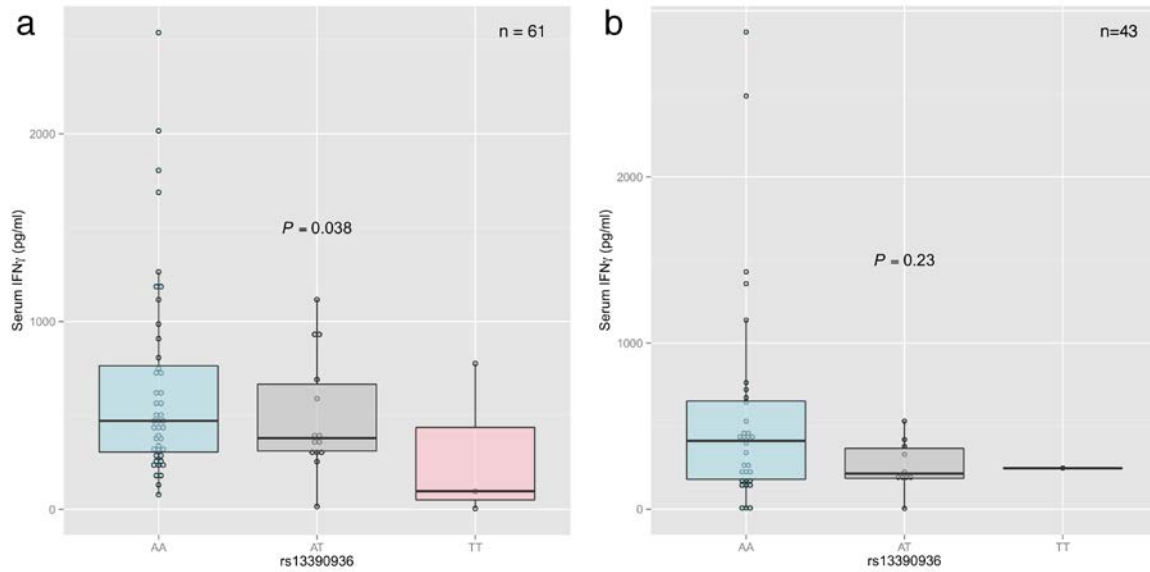 a
n = 61
2000
1000
0
Serum IFNγ (pg/ml)
P = 0.038
AA
AT
TT
rs13390936
b
n=43
2000
1000
0
Serum IFNγ (pg/ml)
P = 0.23
AA
AT
TT
rs13390936